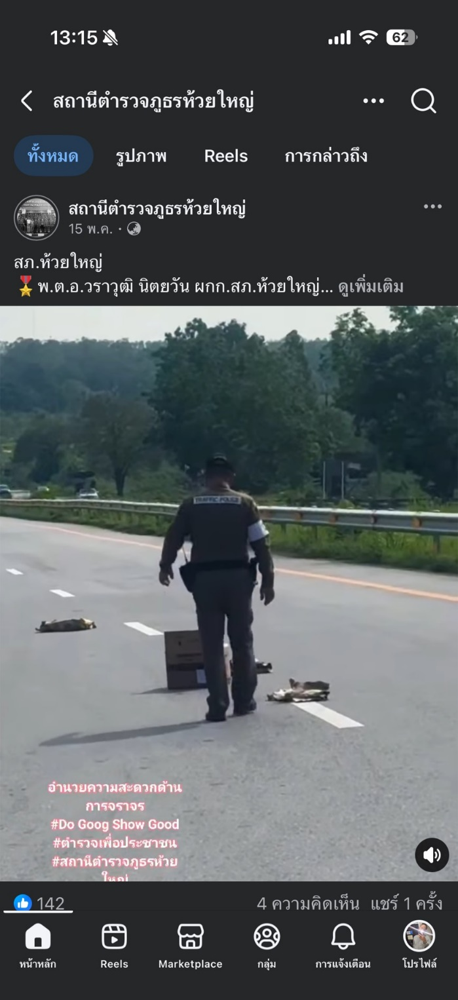 13:15
62
สถานีตำรวจภูธรห้วยใหญ่
ทั้งหมด รูปภาพ Reels การกล่าวถึง
สถานีตำรวจภูธรห้วยใหญ่
15 พ.ค. ·
สภ.ห้วยใหญ่
🎖️พ.ต.อ.วราวุฒิ นิตยวัน ผกก.สภ.ห้วยใหญ่... ดูเพิ่มเติม
TRAFFIC POLICE
อำนวยความสะดวกด้าน
การจราจร
#Do Goog Show Good
#ตำรวจเพื่อประชาชน
#สถานีตำรวจภูธรห้วย
ใหญ่
142 4 ความคิดเห็น แชร์ 1 ครั้ง
หน้าหลัก Reels Marketplace กลุ่ม การแจ้งเตือน โปรไฟล์